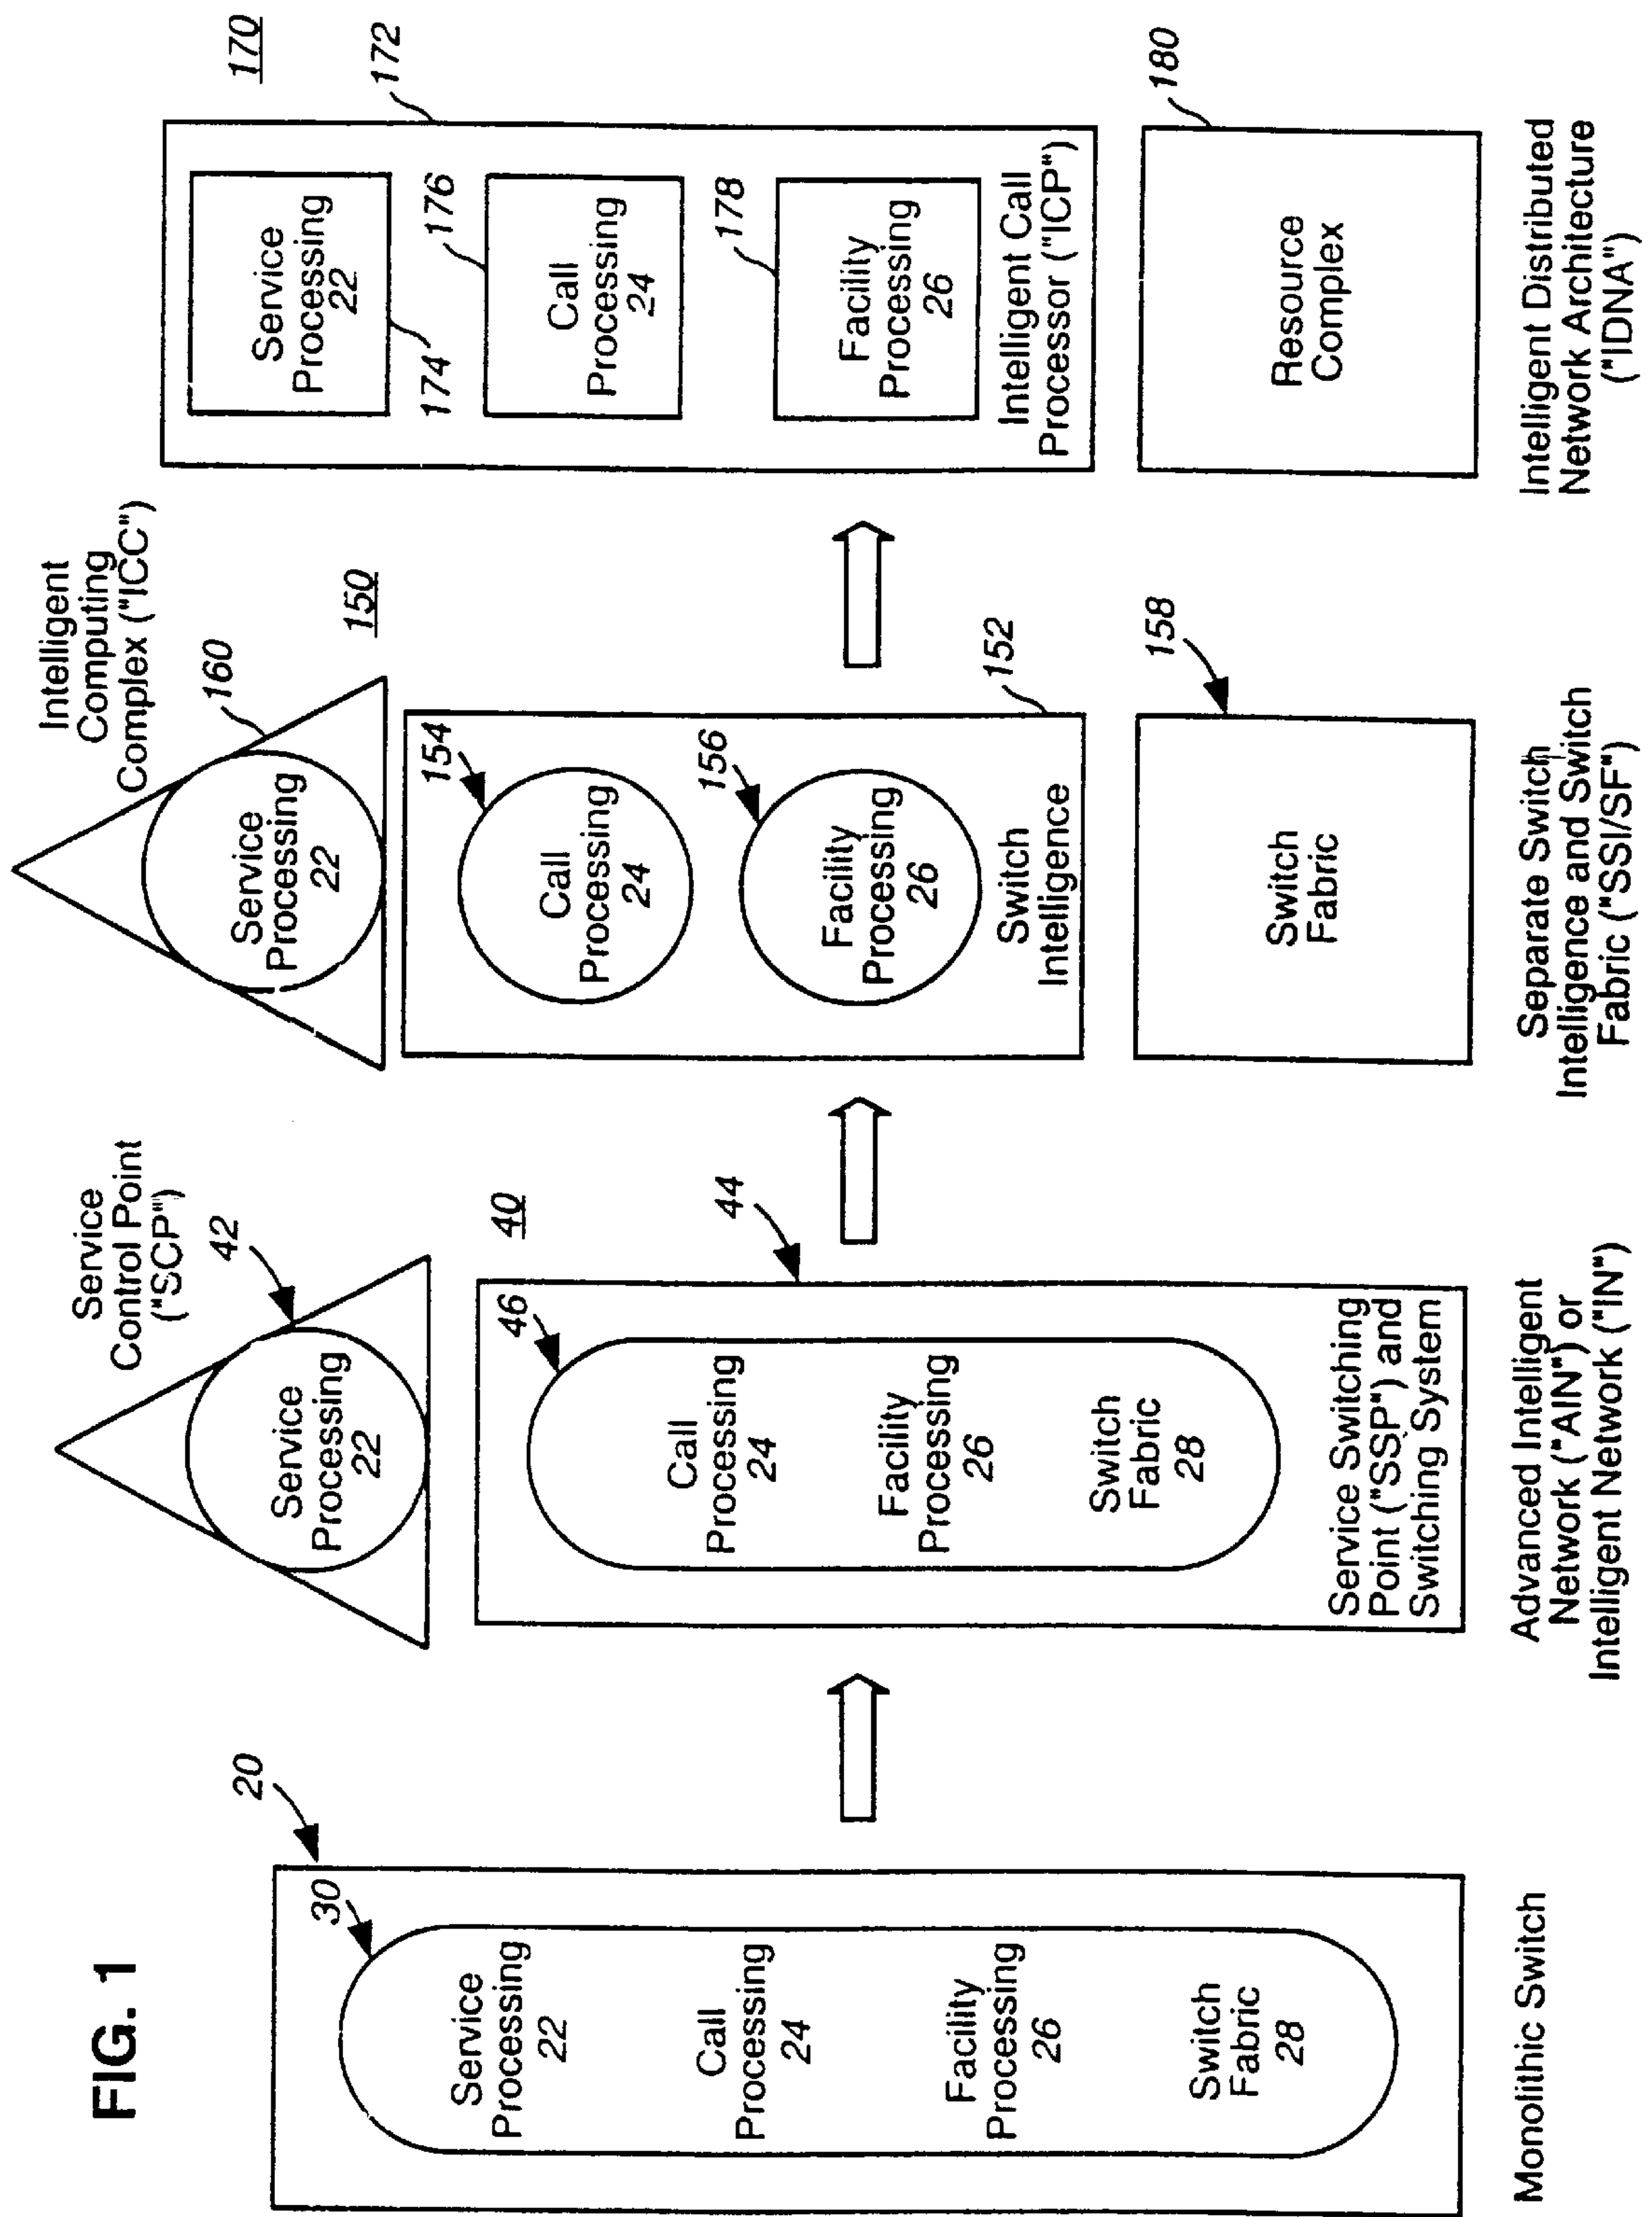 FIG. 1
20
30
Service
Processing
22
Call
Processing
24
Facility
Processing
26
Switch
Fabric
28
Monolithic Switch
Service
Control Point
("SCP")
42
Service
Processing
22
40
44
46
Call
Processing
24
Facility
Processing
26
Switch
Fabric
28
Service Switching
Point ("SSP") and
Switching System
Advanced Intelligent
Network ("AIN") or
Intelligent Network ("IN")
Intelligent
Computing
Complex ("ICC")
160
150
Service
Processing
22
154
Call
Processing
24
156
Facility
Processing
26
Switch
Intelligence
152
158
Switch
Fabric
Separate Switch
Intelligence and Switch
Fabric ("SSI/SF")
170
172
Service
Processing
22
174
176
Call
Processing
24
178
Facility
Processing
26
Intelligent Call
Processor ("ICP")
180
Resource
Complex
Intelligent Distributed
Network Architecture
("IDNA")